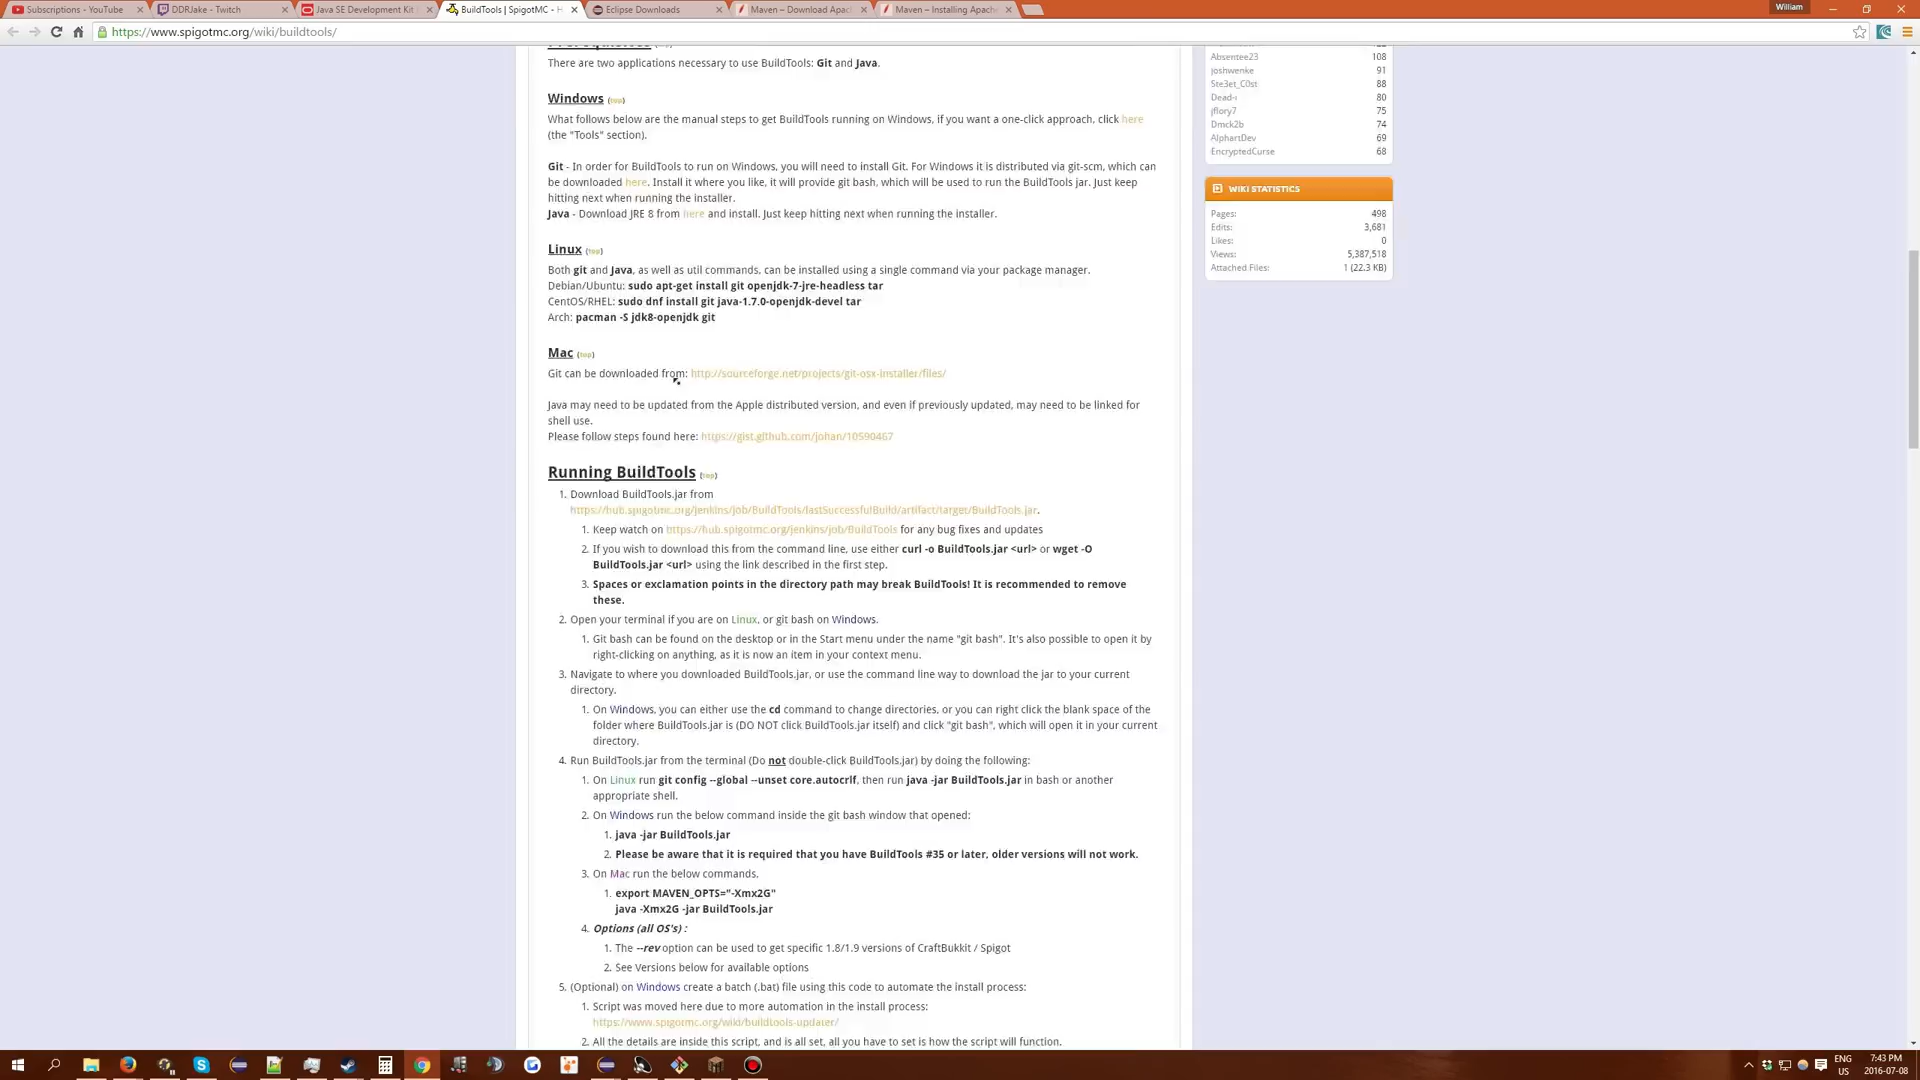 Subscriptions - YouTube
DDRJake - Twitch
Java SE Development Kit
BuildTools | SpigotMC - H
Eclipse Downloads
Maven – Download Apac
Maven – Installing Apache
William
https://www.spigotmc.org/wiki/buildtools/
There are two applications necessary to use BuildTools: Git and Java.
Windows (top)
What follows below are the manual steps to get BuildTools running on Windows, if you want a one-click approach, click here
(the "Tools" section).
Git - In order for BuildTools to run on Windows, you will need to install Git. For Windows it is distributed via git-scm, which can
be downloaded here. Install it where you like, it will provide git bash, which will be used to run the BuildTools jar. Just keep
hitting next when running the installer.
Java - Download JRE 8 from here and install. Just keep hitting next when running the installer.
Linux (top)
Both git and Java, as well as util commands, can be installed using a single command via your package manager.
Debian/Ubuntu: sudo apt-get install git openjdk-7-jre-headless tar
CentOS/RHEL: sudo dnf install git java-1.7.0-openjdk-devel tar
Arch: pacman -S jdk8-openjdk git
Mac (top)
Git can be downloaded from: http://sourceforge.net/projects/git-osx-installer/files/
Java may need to be updated from the Apple distributed version, and even if previously updated, may need to be linked for
shell use.
Please follow steps found here: https://gist.github.com/johan/10590467
Running BuildTools (top)
1. Download BuildTools.jar from
https://hub.spigotmc.org/jenkins/job/BuildTools/lastSuccessfulBuild/artifact/target/BuildTools.jar.
1. Keep watch on https://hub.spigotmc.org/jenkins/job/BuildTools for any bug fixes and updates
2. If you wish to download this from the command line, use either curl -o BuildTools.jar <url> or wget -O
BuildTools.jar <url> using the link described in the first step.
3. Spaces or exclamation points in the directory path may break BuildTools! It is recommended to remove
these.
2. Open your terminal if you are on Linux, or git bash on Windows.
1. Git bash can be found on the desktop or in the Start menu under the name "git bash". It's also possible to open it by
right-clicking on anything, as it is now an item in your context menu.
3. Navigate to where you downloaded BuildTools.jar, or use the command line way to download the jar to your current
directory.
1. On Windows, you can either use the cd command to change directories, or you can right click the blank space of the
folder where BuildTools.jar is (DO NOT click BuildTools.jar itself) and click "git bash", which will open it in your current
directory.
4. Run BuildTools.jar from the terminal (Do not double-click BuildTools.jar) by doing the following:
1. On Linux run git config --global --unset core.autocrlf, then run java -jar BuildTools.jar in bash or another
appropriate shell.
2. On Windows run the below command inside the git bash window that opened:
1. java -jar BuildTools.jar
2. Please be aware that it is required that you have BuildTools #35 or later, older versions will not work.
3. On Mac run the below commands,
1. export MAVEN_OPTS="-Xmx2G"
java -Xmx2G -jar BuildTools.jar
4. Options (all OS's) :
1. The --rev option can be used to get specific 1.8/1.9 versions of CraftBukkit / Spigot
2. See Versions below for available options
5. (Optional) on Windows create a batch (.bat) file using this code to automate the install process:
1. Script was moved here due to more automation in the install process:
https://www.spigotmc.org/wiki/buildtools-updater/
2. All the details are inside this script, and is all set, all you have to set is how the script will function.
Absentee23 108
joshwenke 91
Ste3et_C0st 88
Dead-i 80
jflory7 75
Dmck2b 74
AlphartDev 69
EncryptedCurse 68
WIKI STATISTICS
Pages: 498
Edits: 3,681
Likes: 0
Views: 5,387,518
Attached Files: 1 (22.3 KB)
ENG
US
7:43 PM
2016-07-08